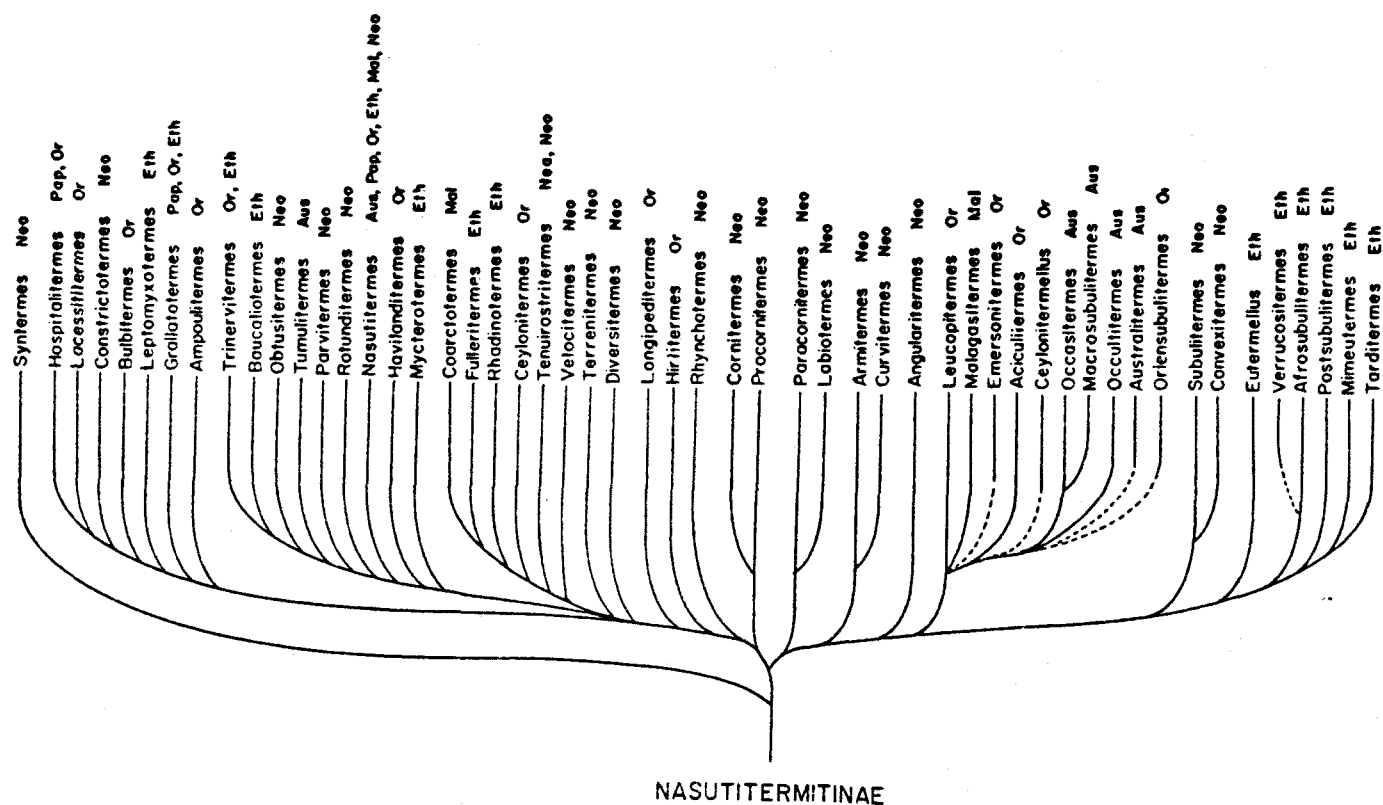 Syntermes Neo
Hospitalitermes Pap, Or
Lacessititermes Or
Constrictotermes Neo
Bulbitermes Or
Leptomyxotermes Eth
Grallatotermes Pap, Or, Eth
Ampoulitermes Or
Trinervitermes Or, Eth
Baucaliotermes Eth
Obtusitermes Neo
Tumulitermes Aus
Parvitermes Neo
Rotunditermes Neo
Nasutitermes Aus, Pap, Or, Eth, Mal, Neo
Havilanditermes Or
Mycterotermes Eth
Coarctotermes Mal
Fulleritermes Eth
Rhadinotermes Eth
Ceylonitermes Or
Tenuirostritermes Nea, Neo
Velocitermes Neo
Terrenitermes Neo
Diversitermes Neo
Longipeditermes Or
Hirtitermes Or
Rhynchotermes Neo
Cornitermes Neo
Procornitermes Neo
Paracornitermes Neo
Labiotermes Neo
Armitermes Neo
Curvitermes Neo
Angularitermes Neo
Leucopitermes Or
Malagasitermes Mal
Emersonitermes Or
Aciculitermes Or
Ceylonitermellus Or
Occasitermes Aus
Macrosubulitermes Aus
Occultitermes Aus
Australitermes Aus
Oriensubulitermes Or
Subulitermes Neo
Convexitermes Neo
Eutermellus Eth
Verrucositermes Eth
Afrosubulitermes Eth
Postsubulitermes Eth
Mimeutermes Eth
Tarditermes Eth
NASUTITERMITINAE